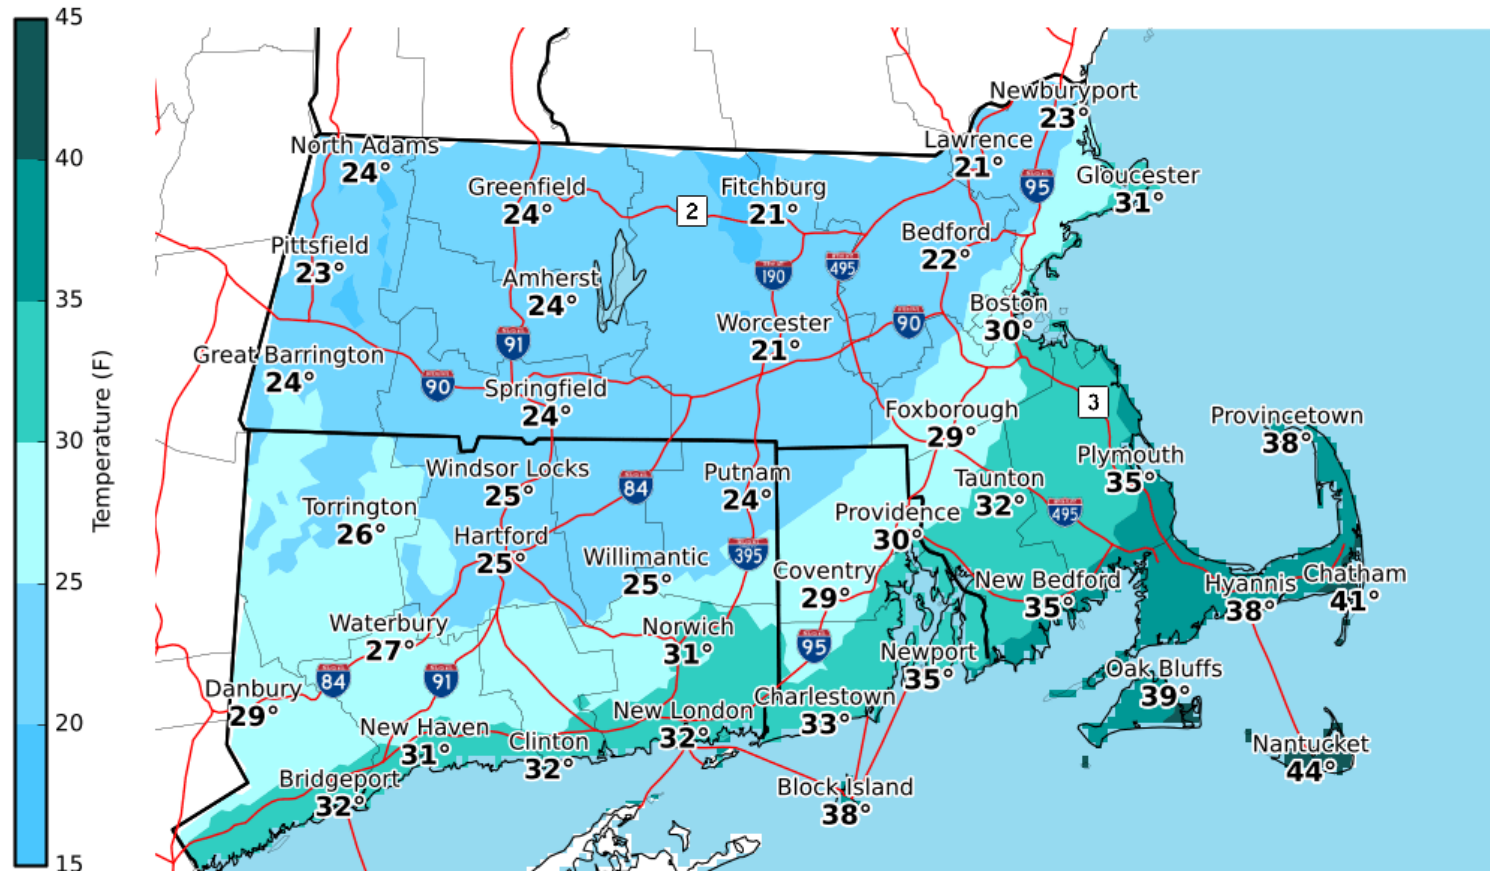 45
40
35
30
25
20
15
Temperature (F)
Newburyport
23°
Lawrence
21°
North Adams
24°
Gloucester
31°
95
Greenfield
24°
Fitchburg
21°
2
Bedford
22°
Pittsfield
23°
190
495
Amherst
24°
Boston
30°
Worcester
21°
90
91
Great Barrington
24°
90
Springfield
24°
3
Foxborough
29°
Provincetown
38°
Windsor Locks
25°
84
Putnam
24°
Plymouth
35°
Taunton
32°
495
Torrington
26°
Providence
30°
Hartford
25°
Willimantic
25°
395
Coventry
29°
New Bedford
35°
Hyannis
38°
Chatham
41°
Waterbury
27°
Norwich
31°
95
Newport
35°
84
91
Oak Bluffs
39°
Danbury
29°
Charlestown
33°
New London
32°
New Haven
31°
Clinton
32°
Nantucket
44°
Bridgeport
32°
Block Island
38°